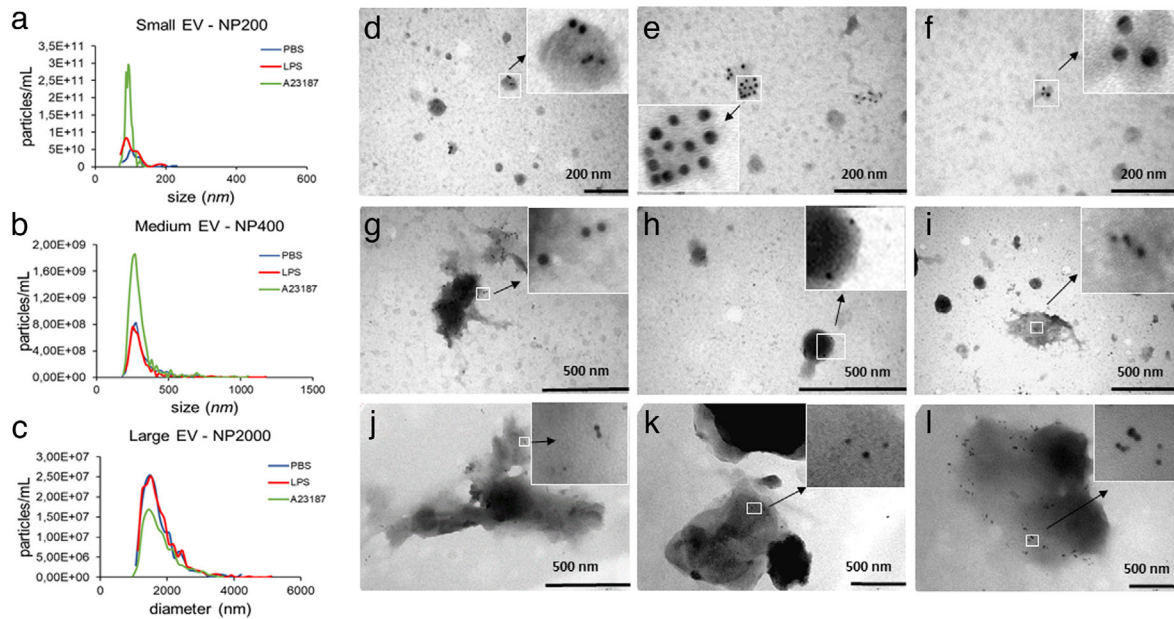 a
Small EV - NP200
3,5E+11
3E+11
2,5E+11
2E+11
1,5E+11
1E+11
5E+10
0
particles/mL
PBS
LPS
A23187
0 200 400 600
size (nm)
b
Medium EV - NP400
2,00E+09
1,60E+09
1,20E+09
8,00E+08
4,00E+08
0,00E+00
particles/mL
PBS
LPS
A23187
0 500 1000 1500
size (nm)
c
Large EV - NP2000
3,00E+07
2,50E+07
2,00E+07
1,50E+07
1,00E+07
5,00E+06
0,00E+00
particles/mL
PBS
LPS
A23187
0 2000 4000 6000
diameter (nm)
d
200 nm
e
200 nm
f
200 nm
g
500 nm
h
500 nm
i
500 nm
j
500 nm
k
500 nm
l
500 nm